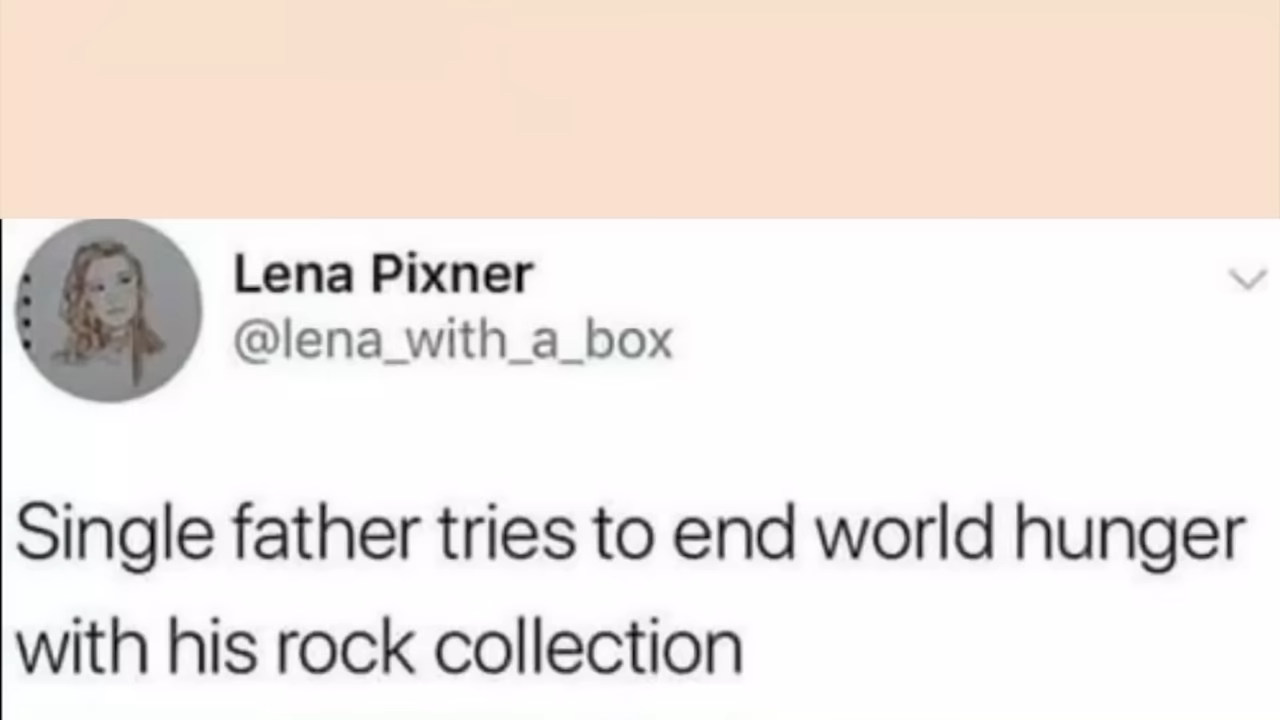 Lena Pixner
@lena_with_a_box
Single father tries to end world hunger
with his rock collection